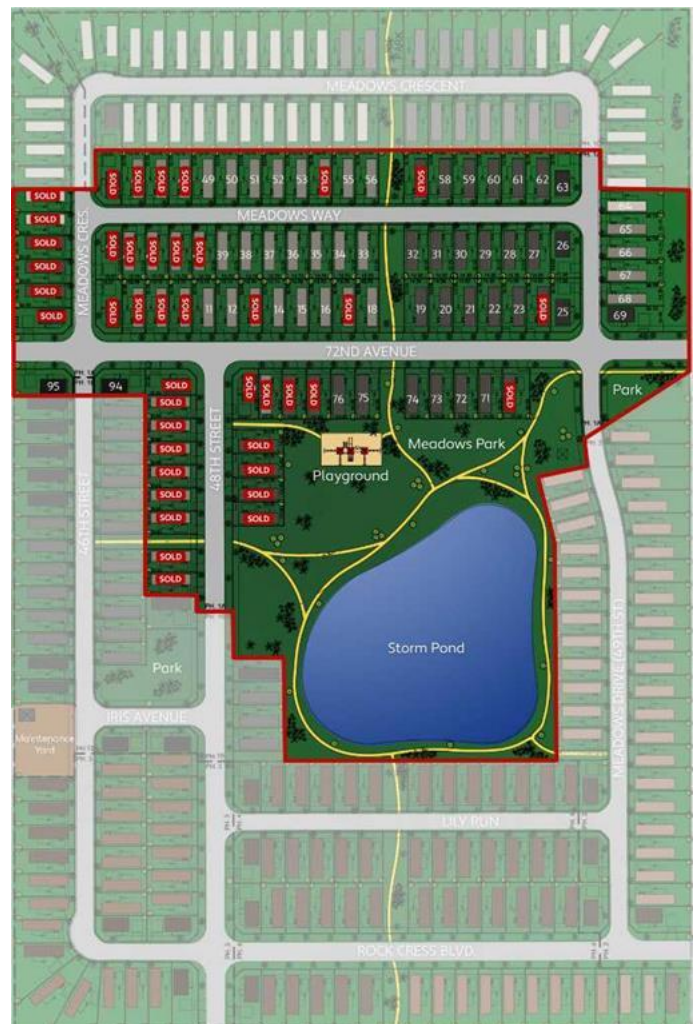 PARK
MEADOWS CRESCENT
SOLD SOLD SOLD SOLD 49 50 51 52 53 SOLD 55 56 SOLD 58 59 60 61 62 63
SOLD
SOLD
SOLD
SOLD
SOLD
SOLD
MEADOWS CRES
MEADOWS WAY
64
65
66
67
68
69
SOLD SOLD SOLD SOLD SOLD 39 38 37 36 35 34 33 32 31 30 29 28 27 26
SOLD SOLD SOLD SOLD 11 12 SOLD 14 15 16 SOLD 18 19 20 21 22 23 SOLD 25
72ND AVENUE
95 94 SOLD
SOLD SOLD SOLD SOLD 76 75 74 73 72 71 SOLD
Park
SOLD
SOLD
SOLD
SOLD
SOLD
SOLD
SOLD
SOLD
48TH STREET
46TH STREET
SOLD
SOLD
SOLD
SOLD
Meadows Park
Playground
Storm Pond
MEADOWS DRIVE (49TH ST)
Park
IRIS AVENUE
Maintenance
Yard
LILY RUN
ROCK CRESS BLVD.